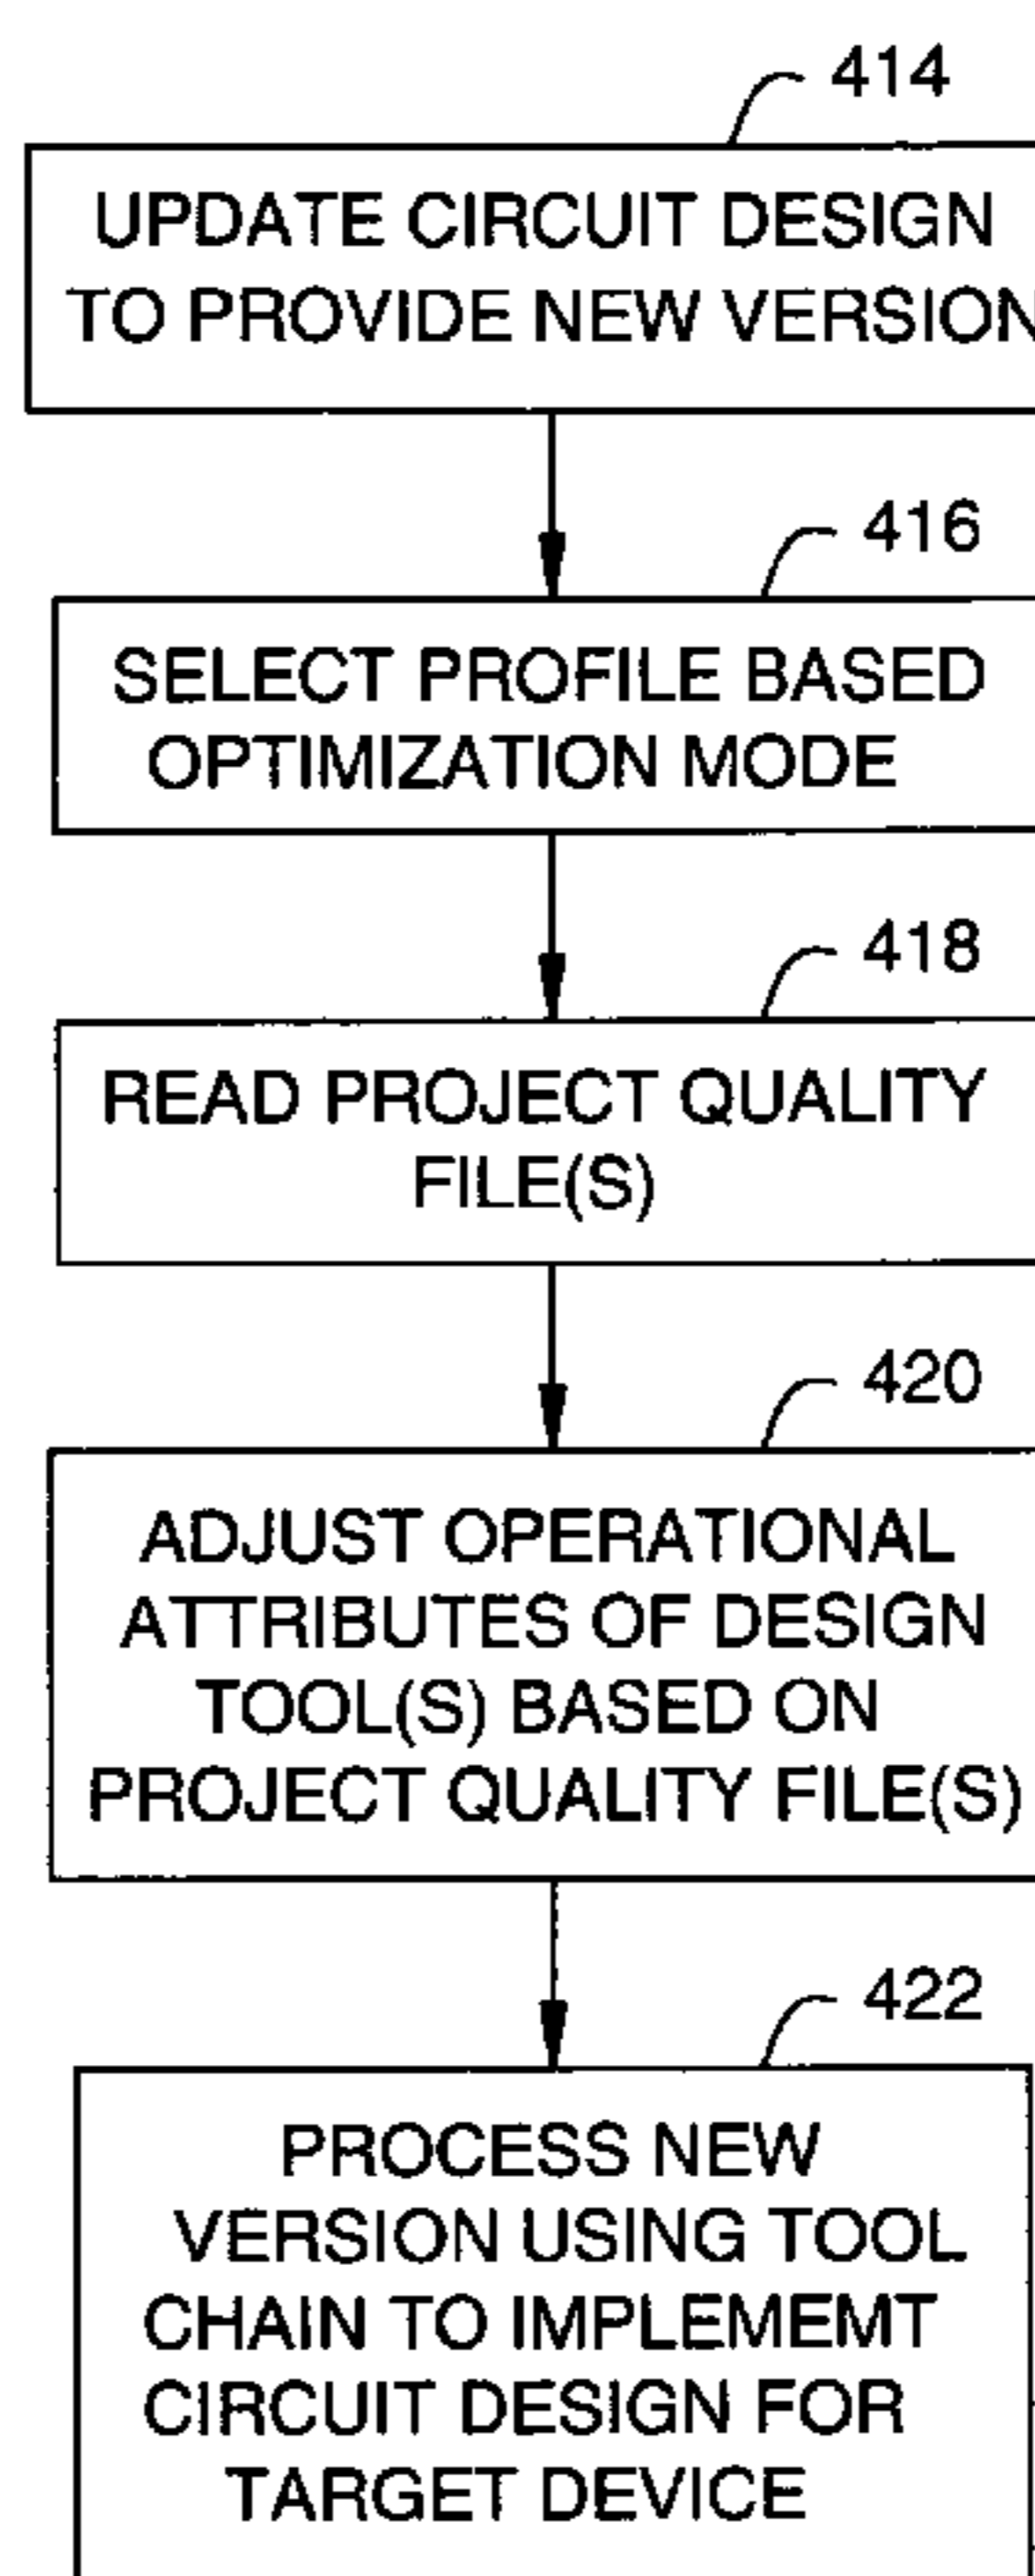 414
UPDATE CIRCUIT DESIGN
TO PROVIDE NEW VERSION
416
SELECT PROFILE BASED
OPTIMIZATION MODE
418
READ PROJECT QUALITY
FILE(S)
420
ADJUST OPERATIONAL
ATTRIBUTES OF DESIGN
TOOL(S) BASED ON
PROJECT QUALITY FILE(S)
422
PROCESS NEW
VERSION USING TOOL
CHAIN TO IMPLEMEMT
CIRCUIT DESIGN FOR
TARGET DEVICE